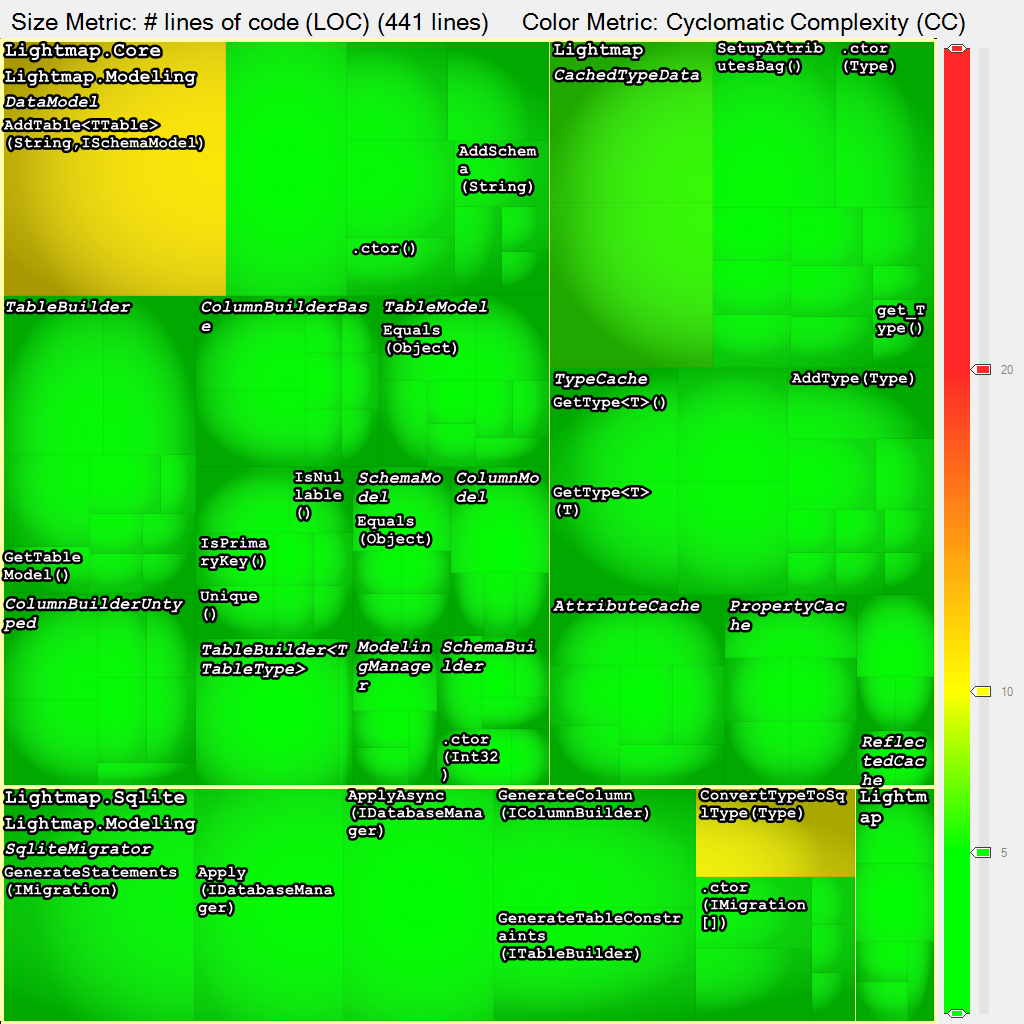 Size Metric: # lines of code (LOC) (441 lines)
Color Metric: Cyclomatic Complexity (CC)
Lightmap.Core
Lightmap.Modeling
DataModel
AddTable<TTable>
(String,ISchemaModel)
AddSchem
a
(String)
.ctor()
Lightmap
CachedTypeData
SetupAttrib
utesBag()
.ctor
(Type)
get_T
ype()
TableBuilder
GetTable
Model()
ColumnBuilderBas
e
TableModel
Equals
(Object)
IsNul
lable
()
IsPrima
ryKey()
Unique
()
SchemaMo
del
Equals
(Object)
ColumnMo
del
TypeCache
GetType<T>()
AddType(Type)
GetType<T>
(T)
ColumnBuilderUnty
ped
TableBuilder<T
TableType>
Modelin
gManage
r
SchemaBui
lder
.ctor
(Int32
)
AttributeCache
PropertyCac
he
Reflec
tedCac
he
Lightmap.Sqlite
Lightmap.Modeling
SqliteMigrator
GenerateStatements
(IMigration)
Apply
(IDatabaseMana
ger)
ApplyAsync
(IDatabaseMana
ger)
GenerateColumn
(IColumnBuilder)
GenerateTableConstr
aints
(ITableBuilder)
ConvertTypeToSq
lType(Type)
.ctor
(IMigration
[])
Lightm
ap
20
10
5